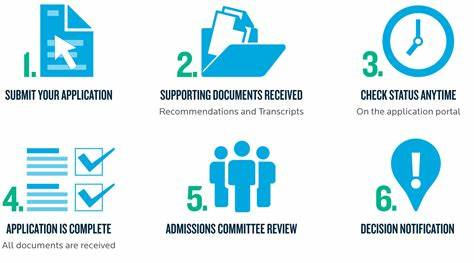 1.
SUBMIT YOUR APPLICATION
2.
SUPPORTING DOCUMENTS RECEIVED
Recommendations and Transcripts
3.
CHECK STATUS ANYTIME
On the application portal
4.
APPLICATION IS COMPLETE
All documents are received
5.
ADMISSIONS COMMITTEE REVIEW
6.
DECISION NOTIFICATION